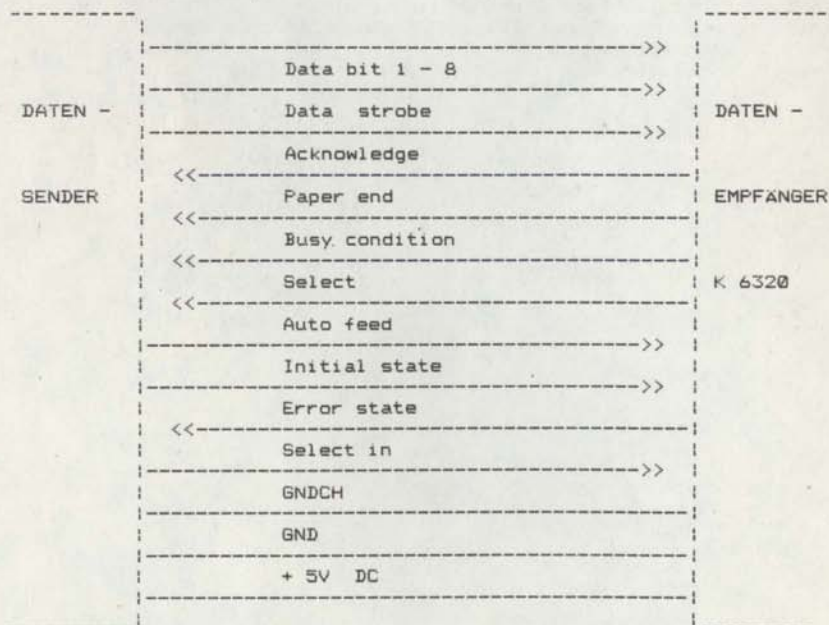 Data bit 1 - 8
DATEN - Data strobe DATEN -
Acknowledge
SENDER Paper end EMPFÄNGER
Busy condition
Select K 6320
Auto feed
Initial state
Error state
Select in
GNDCH
GND
+ 5V DC